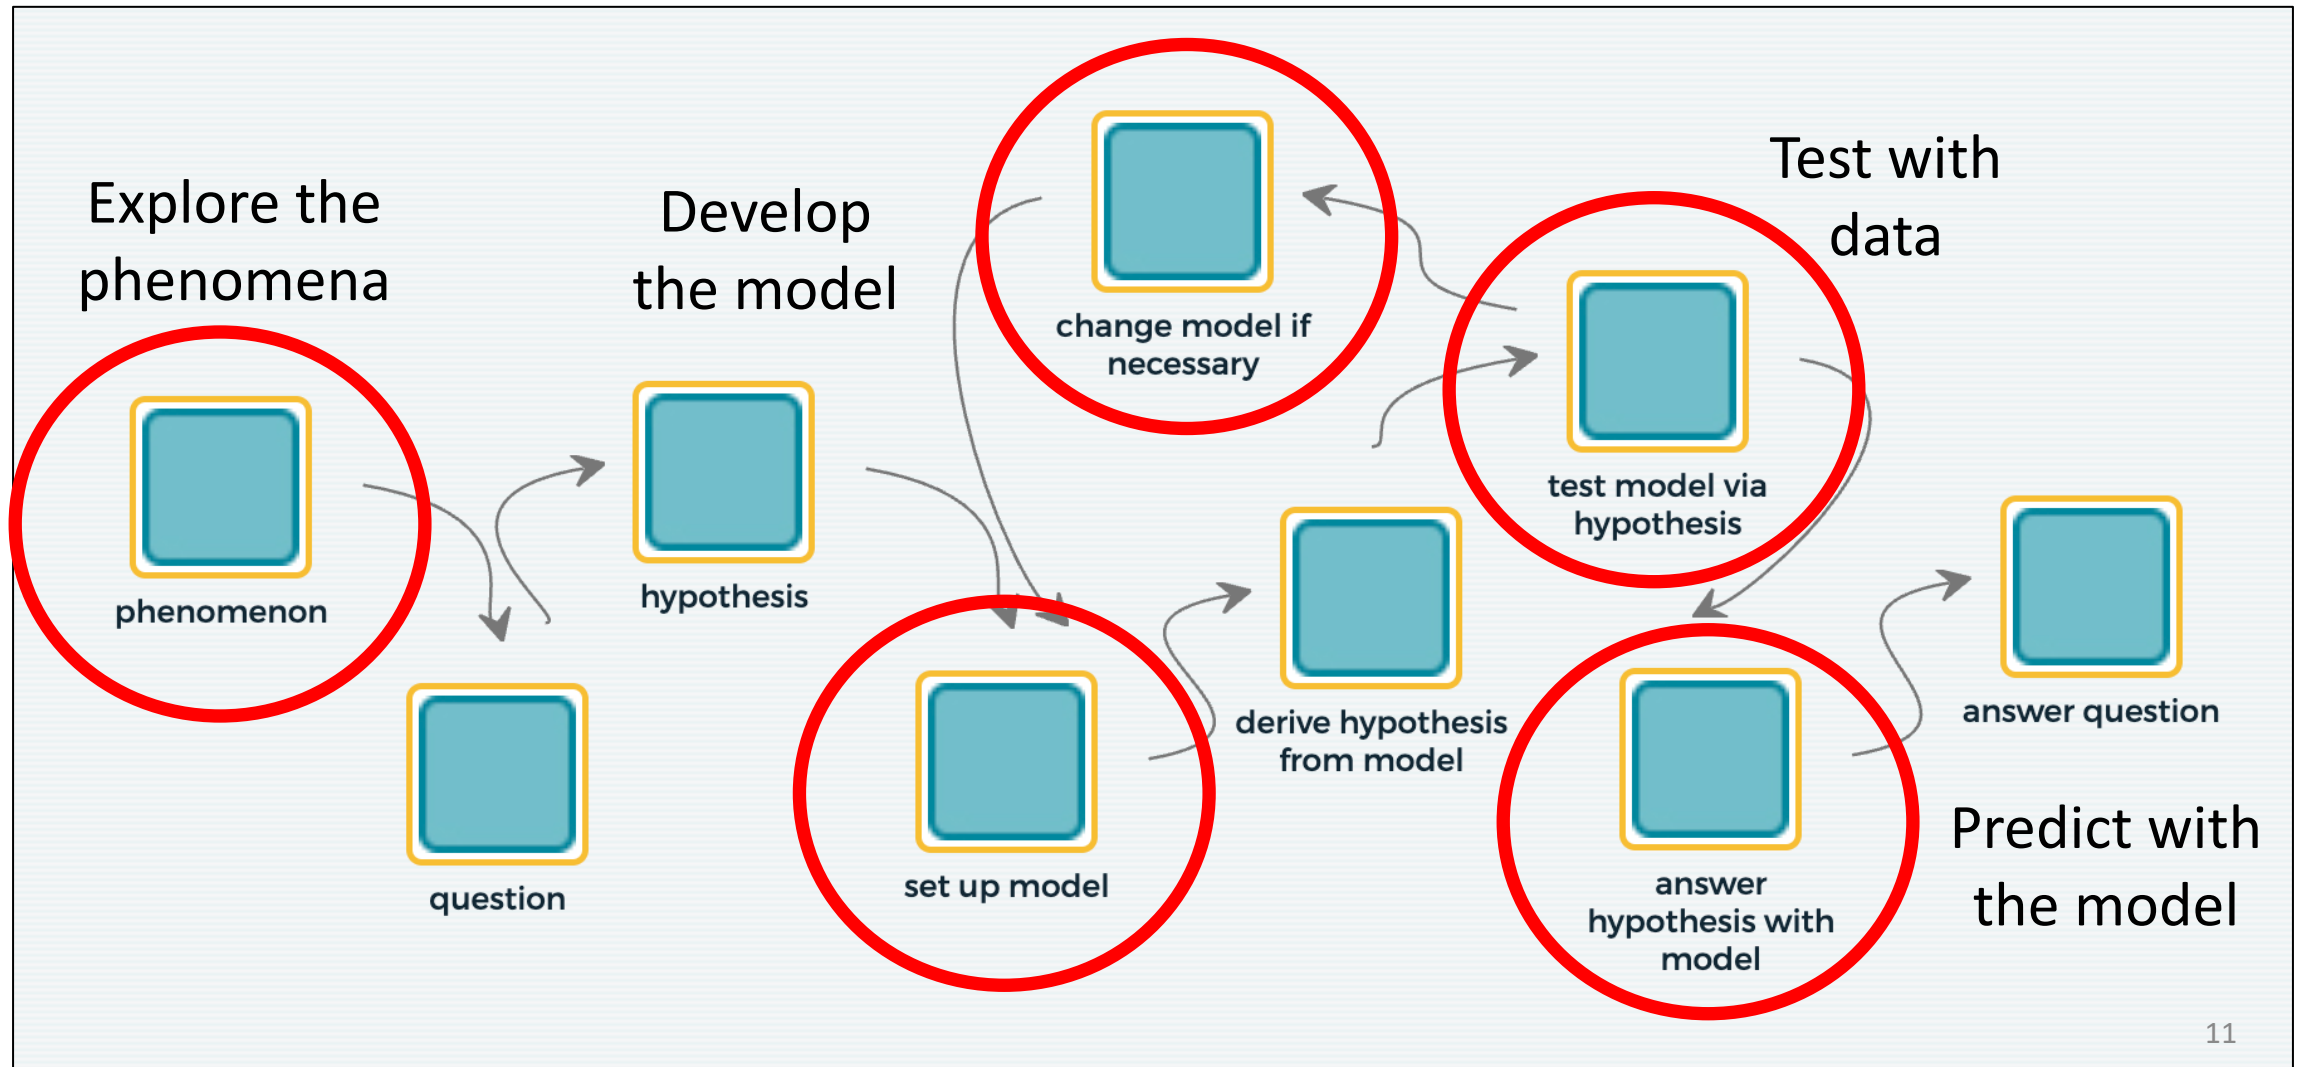 Explore the
phenomena
phenomenon
question
Develop
the model
hypothesis
set up model
change model if
necessary
derive hypothesis
from model
Test with
data
test model via
hypothesis
answer
hypothesis with
model
answer question
Predict with
the model
11